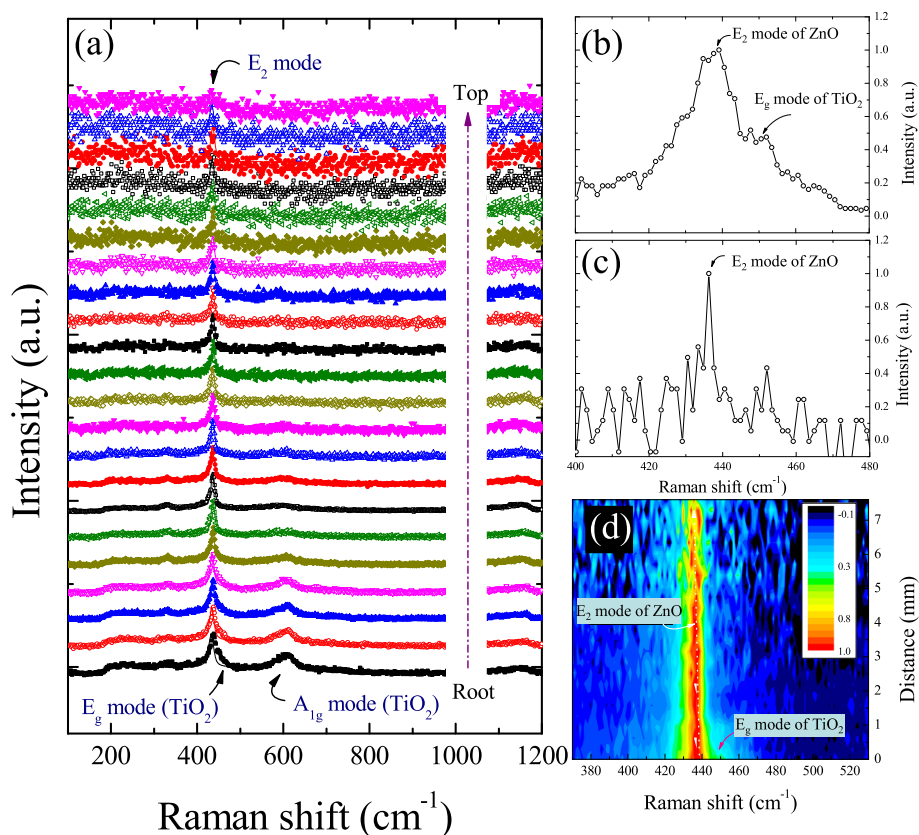 (a)
E₂ mode
Top
Root
E_g mode (TiO₂)
A₁g mode (TiO₂)
Intensity (a.u.)
200 400 600 800 1000 1200
Raman shift (cm⁻¹)
(b)
E₂ mode of ZnO
E_g mode of TiO₂
1.2
1.0
0.8
0.6
0.4
0.2
0.0
Intensity (a.u.)
(c)
E₂ mode of ZnO
1.2
1.0
0.8
0.6
0.4
0.2
0.0
Intensity (a.u.)
400 420 440 460 480
Raman shift (cm⁻¹)
(d)
-0.1
0.3
0.8
1.0
E₂ mode of ZnO
E_g mode of TiO₂
7
6
5
4
3
2
1
0
Distance (mm)
380 400 420 440 460 480 500 520
Raman shift (cm⁻¹)